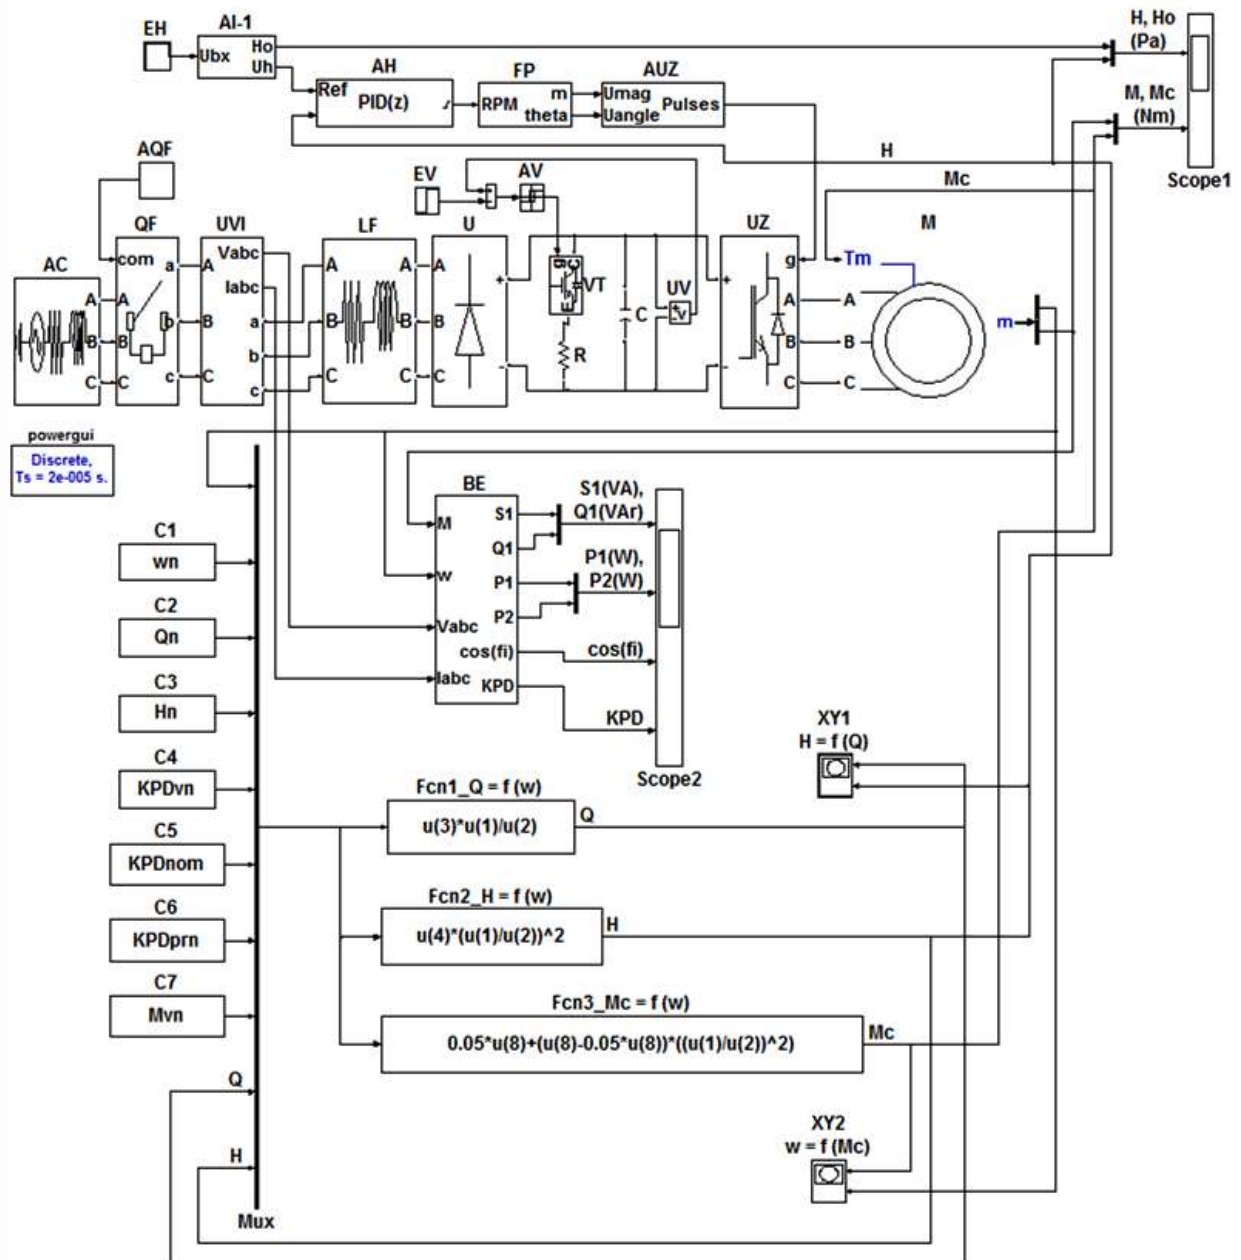 EH
AI-1
Ubx
Ho
Uh
AH
Ref
PID(z)
FP
RPM
m
theta
AUZ
Umag
Uangle
Pulses
H, Ho
(Pa)
M, Mc
(Nm)
Scope1
H
Mc
AQF
EV
AV
AC
A
B
C
QF
com
A
B
C
a
b
c
UVI
A
B
C
Vabc
Iabc
a
b
c
LF
A
B
C
A
B
C
U
A
B
C
+
-
g
C
E
VT
R
C
UV
+
v
UZ
+
-
g
A
B
C
M
Tm
A
B
C
m
powergui
Discrete,
Ts = 2e-005 s.
BE
M
w
Vabc
Iabc
S1
Q1
P1
P2
cos(fi)
KPD
S1(VA),
Q1(VAr)
P1(W),
P2(W)
cos(fi)
KPD
Scope2
C1
wn
C2
Qn
C3
Hn
C4
KPDvn
C5
KPDnom
C6
KPDprn
C7
Mvn
Q
H
Mux
XY1
H = f (Q)
Fcn1_Q = f (w)
u(3)*u(1)/u(2)
Q
Fcn2_H = f (w)
u(4)*(u(1)/u(2))^2
H
Fcn3_Mc = f (w)
0.05*u(8)+(u(8)-0.05*u(8))*((u(1)/u(2))^2)
Mc
XY2
w = f (Mc)